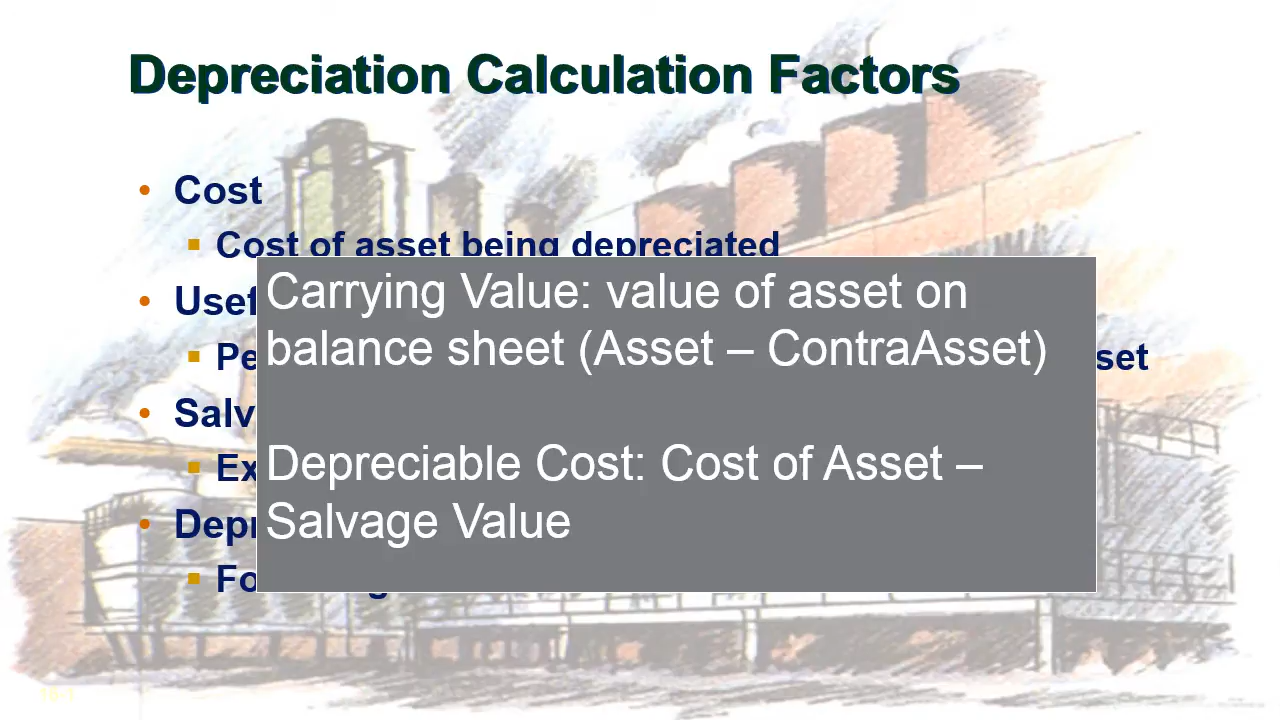 Depreciation Calculation Factors
• Cost
▪ Cost of asset being depreciated
• Usef
▪ Pe
set
• Salv
▪ Ex
• Depr
▪ Fo
Carrying Value: value of asset on
balance sheet (Asset – ContraAsset)
Depreciable Cost: Cost of Asset –
Salvage Value